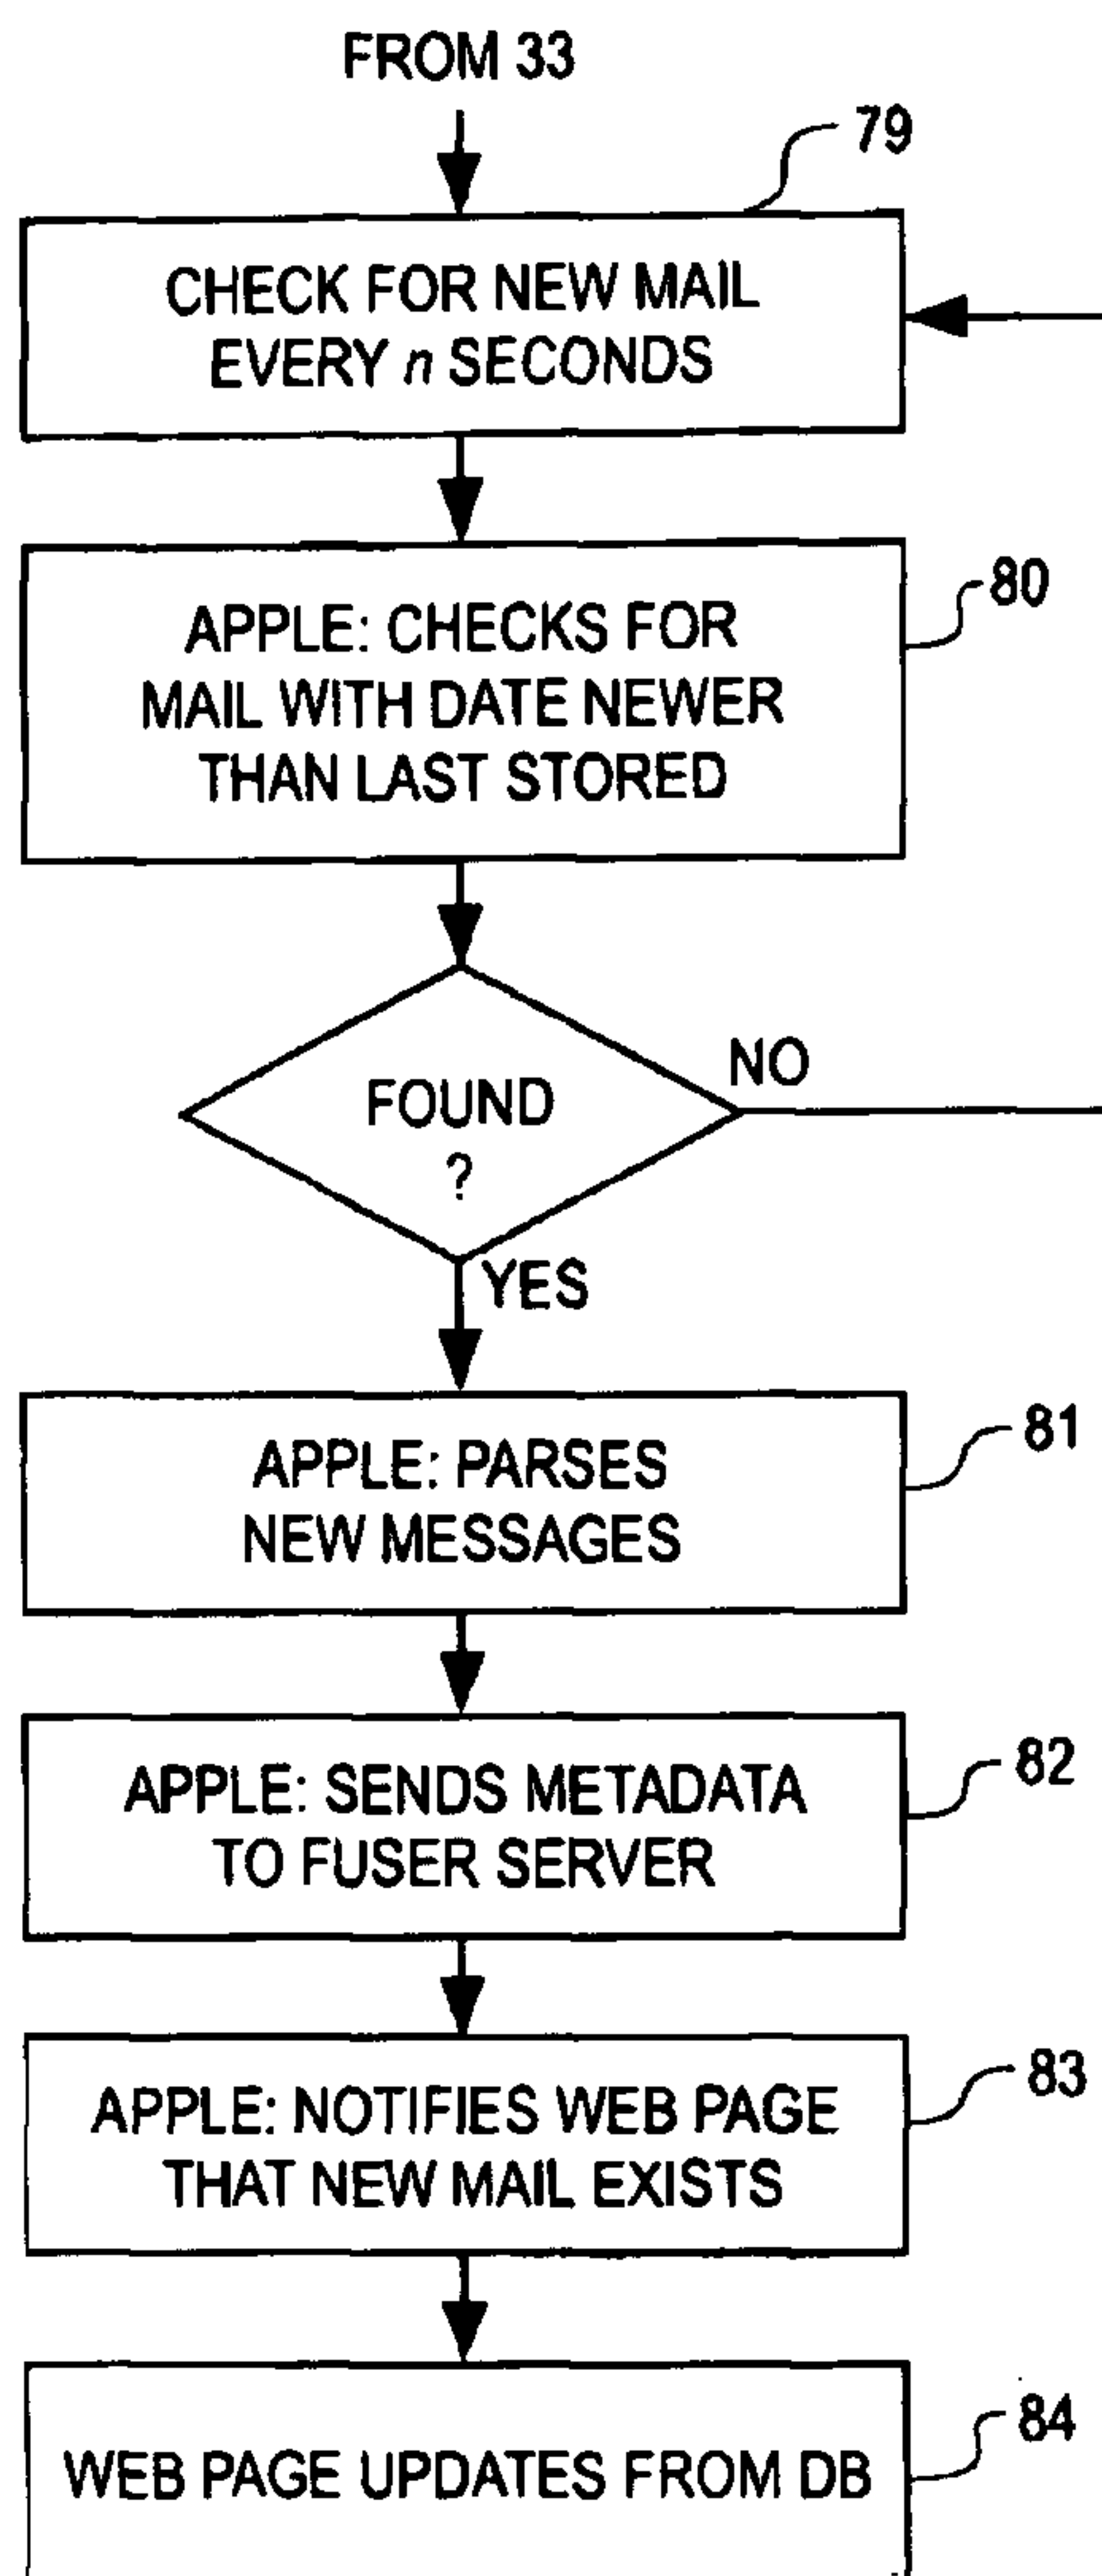 FROM 33
79
CHECK FOR NEW MAIL
EVERY n SECONDS
80
APPLE: CHECKS FOR
MAIL WITH DATE NEWER
THAN LAST STORED
NO
FOUND
?
YES
81
APPLE: PARSES
NEW MESSAGES
82
APPLE: SENDS METADATA
TO FUSER SERVER
83
APPLE: NOTIFIES WEB PAGE
THAT NEW MAIL EXISTS
84
WEB PAGE UPDATES FROM DB